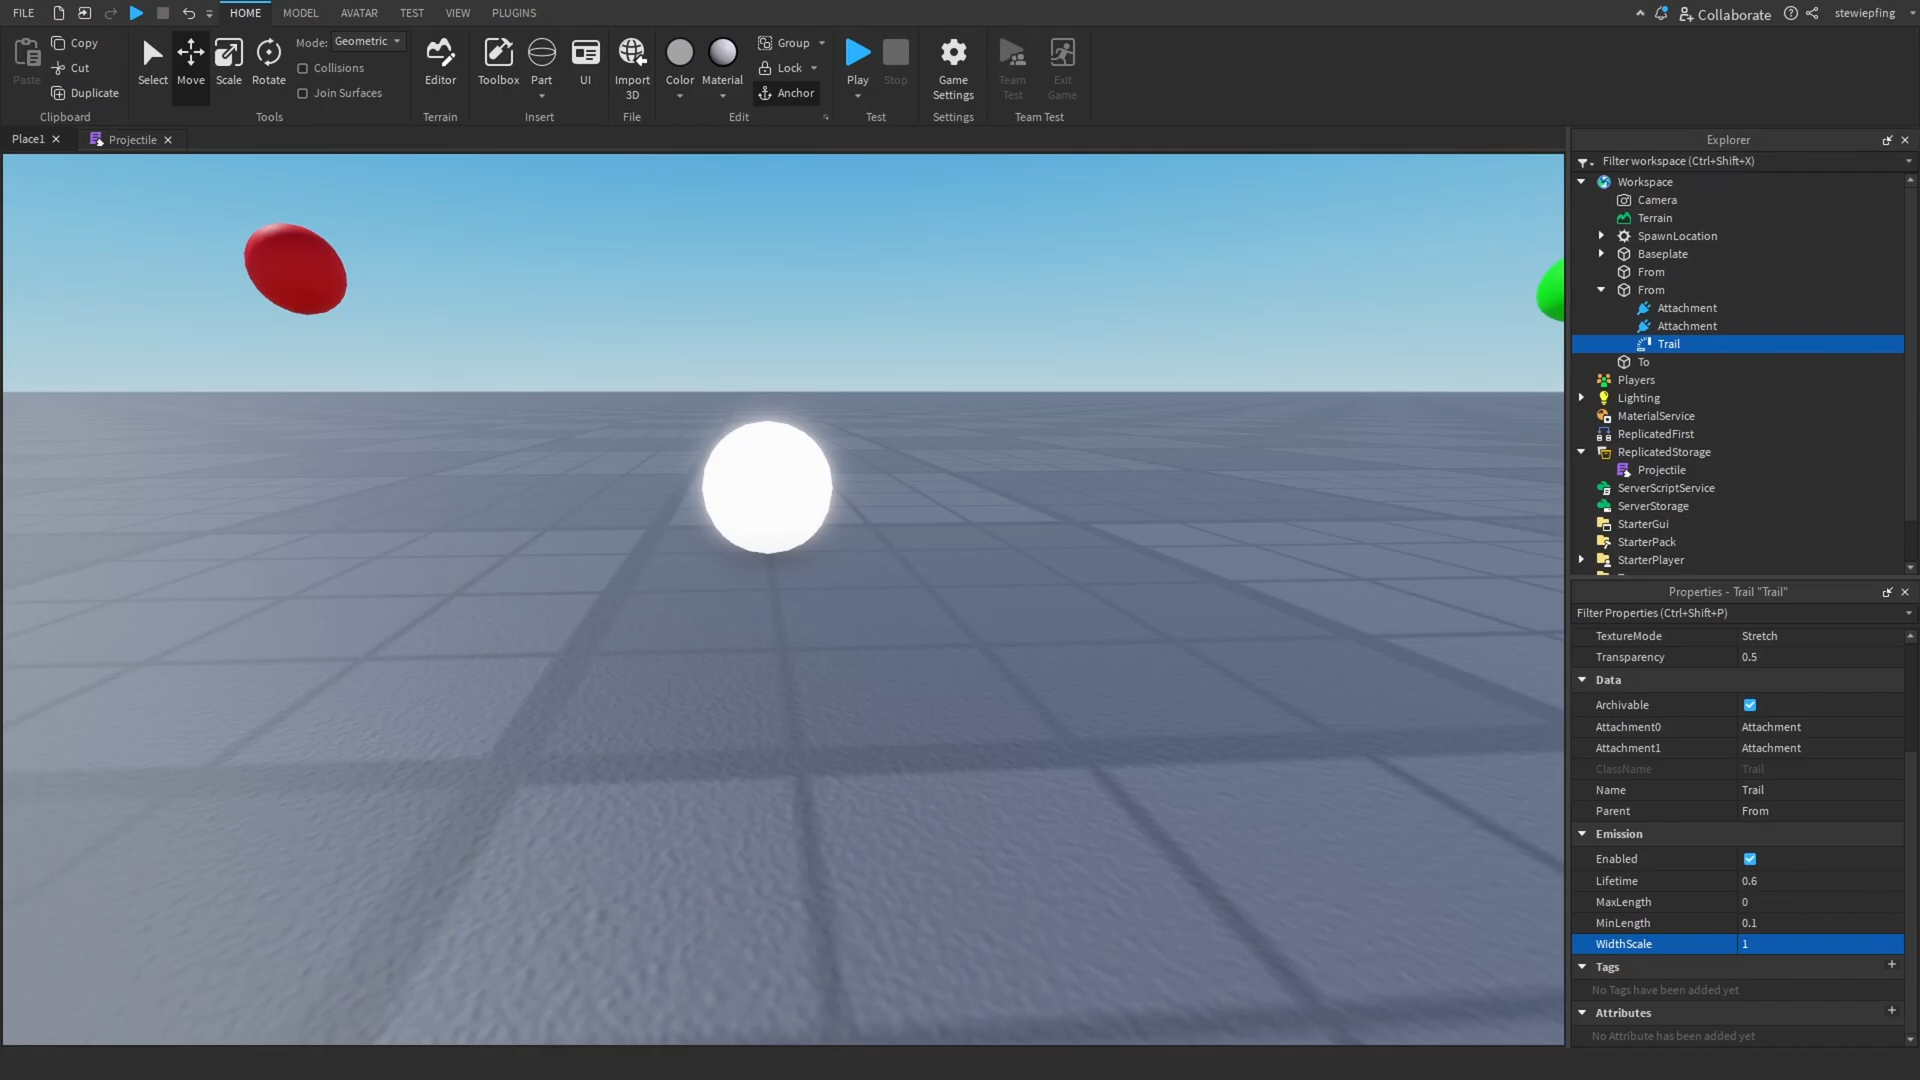 FILE HOME MODEL AVATAR TEST VIEW PLUGINS Collaborate stewiepfing
Paste Copy Cut Duplicate Clipboard
Select Move Scale Rotate Mode: Geometric Collisions Join Surfaces Tools
Editor Terrain
Toolbox Part UI Insert
Import 3D File
Color Material Group Lock Anchor Edit
Play Stop Test
Game Settings Settings
Team Test Exit Game Team Test
Place1 Projectile
Explorer
Filter workspace (Ctrl+Shift+X)
Workspace
Camera
Terrain
SpawnLocation
Baseplate
From
From
Attachment
Attachment
Trail
To
Players
Lighting
MaterialService
ReplicatedFirst
ReplicatedStorage
Projectile
ServerScriptService
ServerStorage
StarterGui
StarterPack
StarterPlayer
Properties - Trail "Trail"
Filter Properties (Ctrl+Shift+P)
TextureMode Stretch
Transparency 0.5
Data
Archivable
Attachment0 Attachment
Attachment1 Attachment
ClassName Trail
Name Trail
Parent From
Emission
Enabled
Lifetime 0.6
MaxLength 0
MinLength 0.1
WidthScale 1
Tags
No Tags have been added yet
Attributes
No Attribute has been added yet